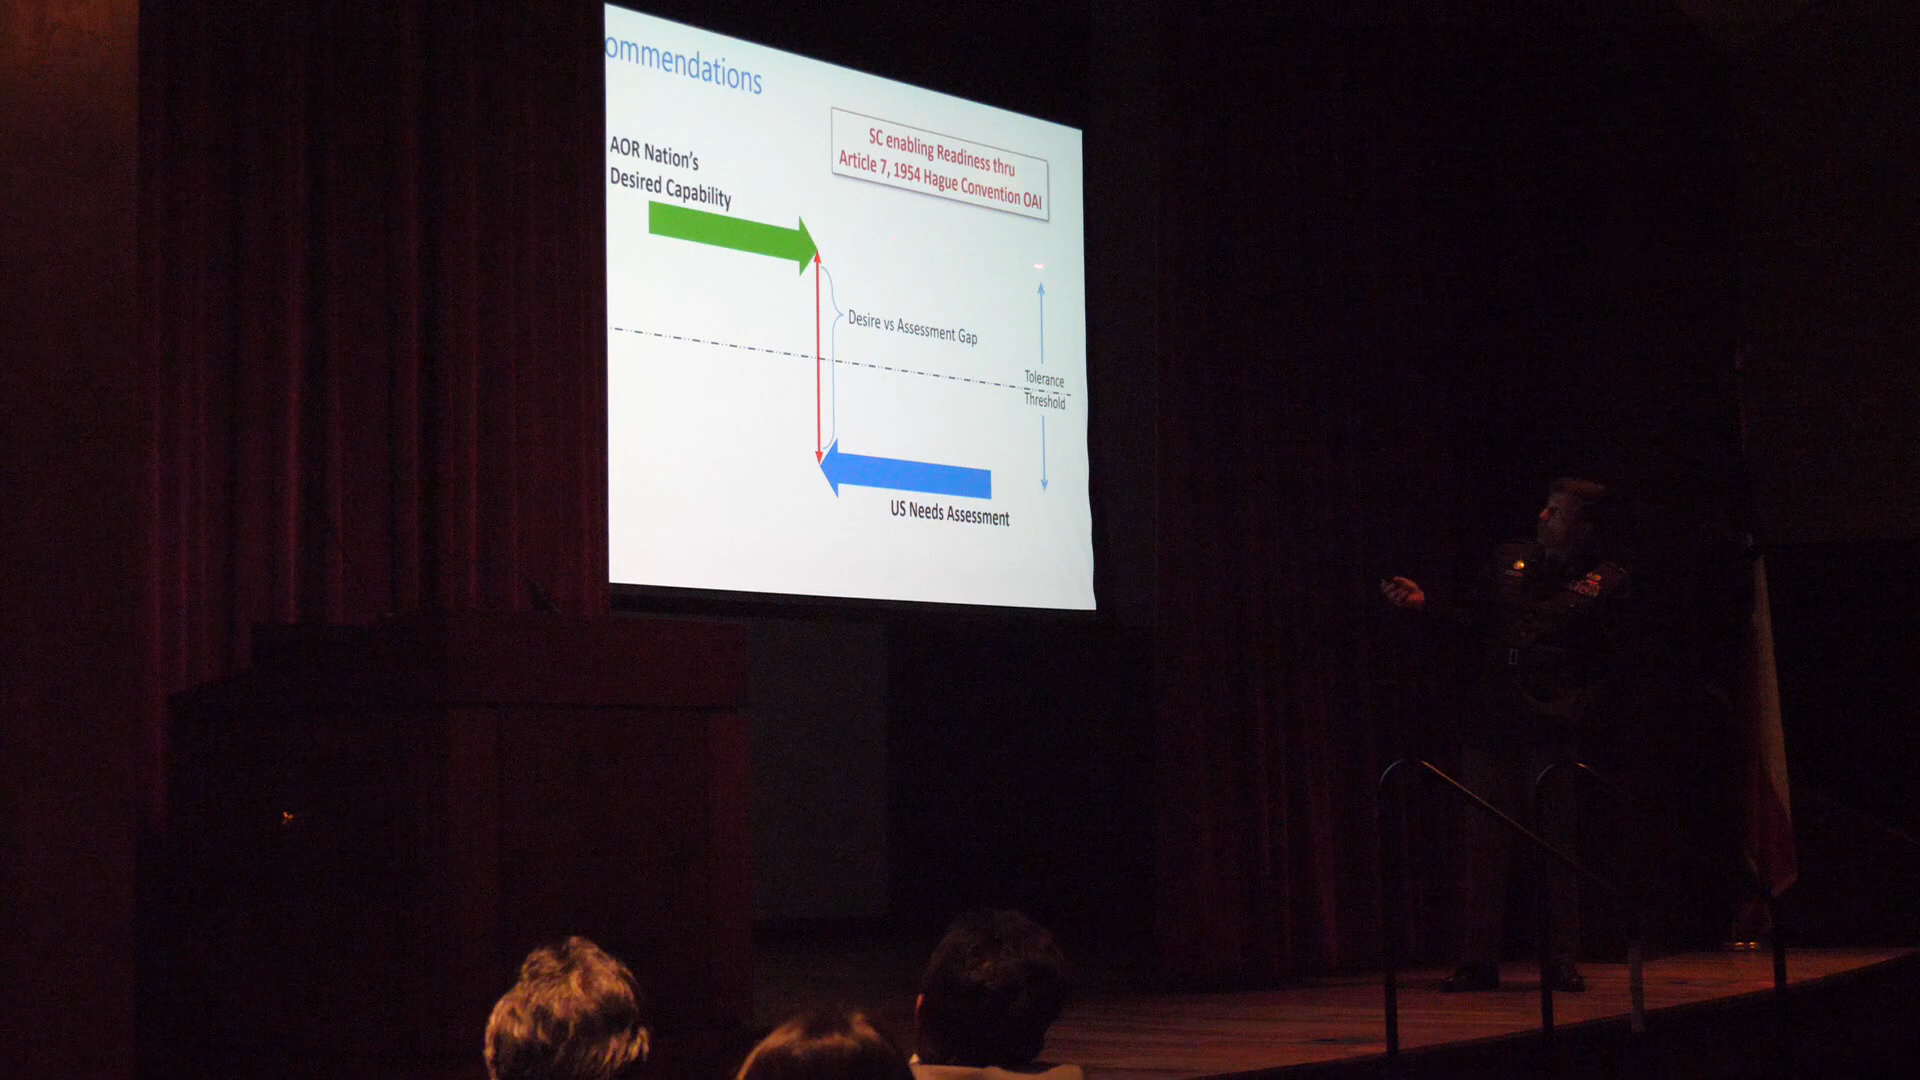 ommendations
SC enabling Readiness thru
Article 7, 1954 Hague Convention OAI
AOR Nation's
Desired Capability
Desire vs Assessment Gap
Tolerance
Threshold
US Needs Assessment